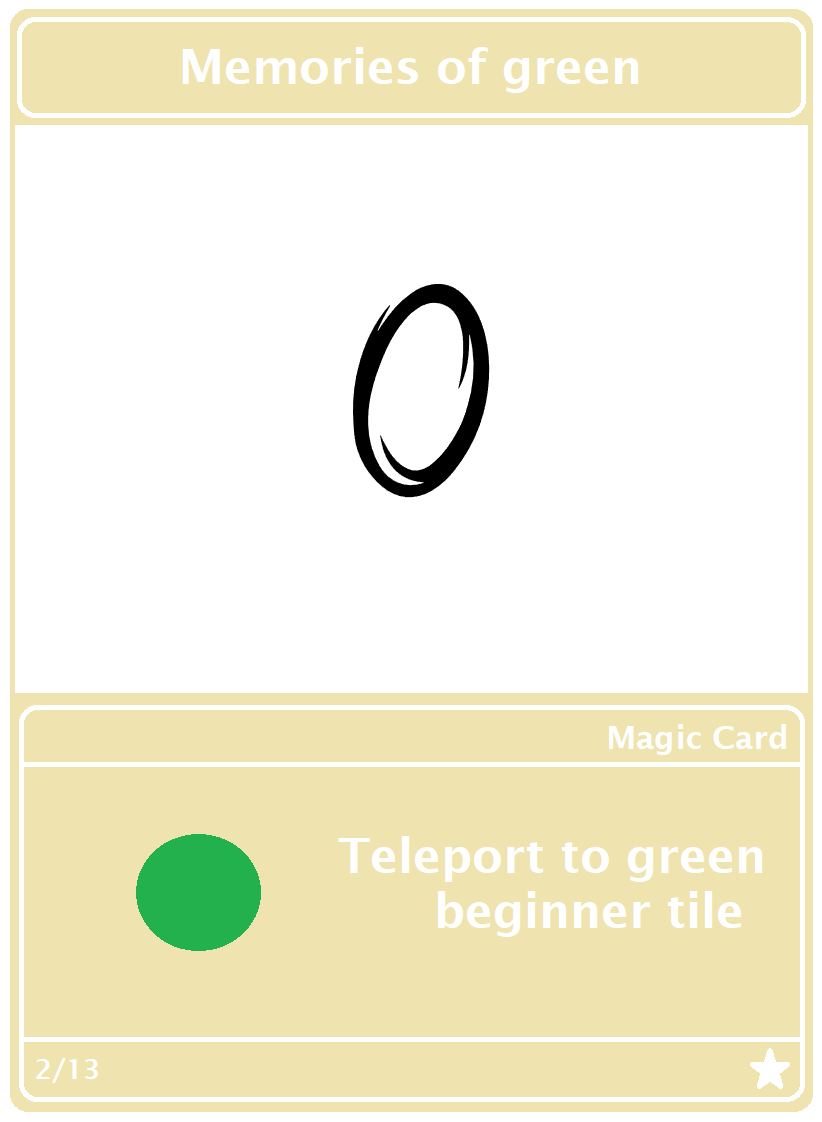 Memories of green
Magic Card
Teleport to green
beginner tile
2/13